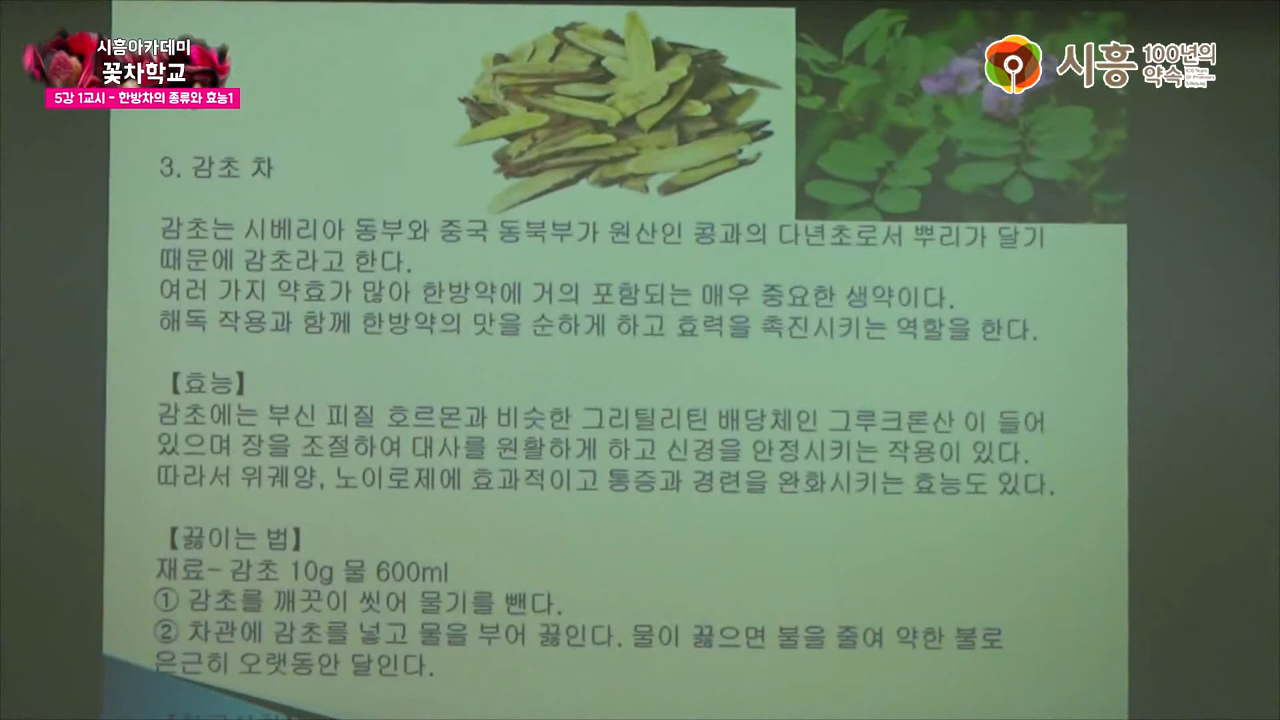 시흥아카데미
꽃차학교
5강 1교시 - 한방차의 종류와 효능1
시흥 100년의
약속
3. 감초 차
감초는 시베리아 동부와 중국 동북부가 원산인 콩과의 다년초로서 뿌리가 달기
때문에 감초라고 한다.
여러 가지 약효가 많아 한방약에 거의 포함되는 매우 중요한 생약이다.
해독 작용과 함께 한방약의 맛을 순하게 하고 효력을 촉진시키는 역할을 한다.
【효능】
감초에는 부신 피질 호르몬과 비슷한 그리틸리틴 배당체인 그루크론산 이 들어
있으며 장을 조절하여 대사를 원활하게 하고 신경을 안정시키는 작용이 있다.
따라서 위궤양, 노이로제에 효과적이고 통증과 경련을 완화시키는 효능도 있다.
【끓이는 법】
재료- 감초 10g 물 600ml
① 감초를 깨끗이 씻어 물기를 뺀다.
② 차관에 감초를 넣고 물을 부어 끓인다. 물이 끓으면 불을 줄여 약한 불로
은근히 오랫동안 달인다.